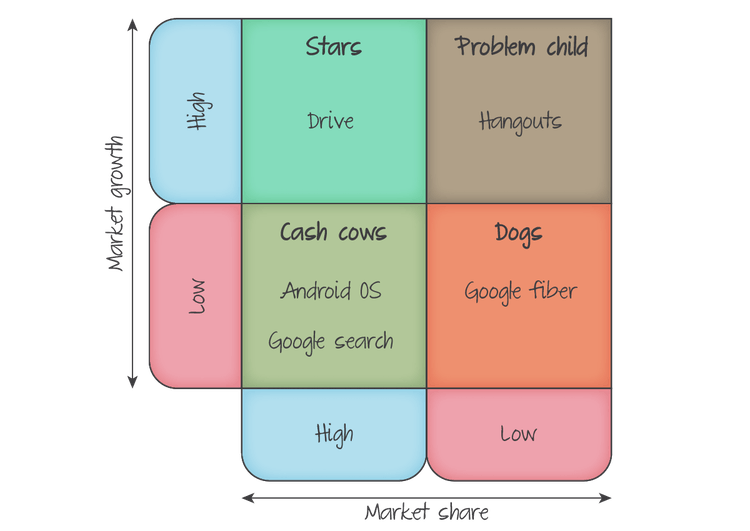 Stars
Problem child
High
Drive
Hangouts
Market growth
Cash cows
Dogs
Low
Android OS
Google fiber
Google search
High
Low
Market share